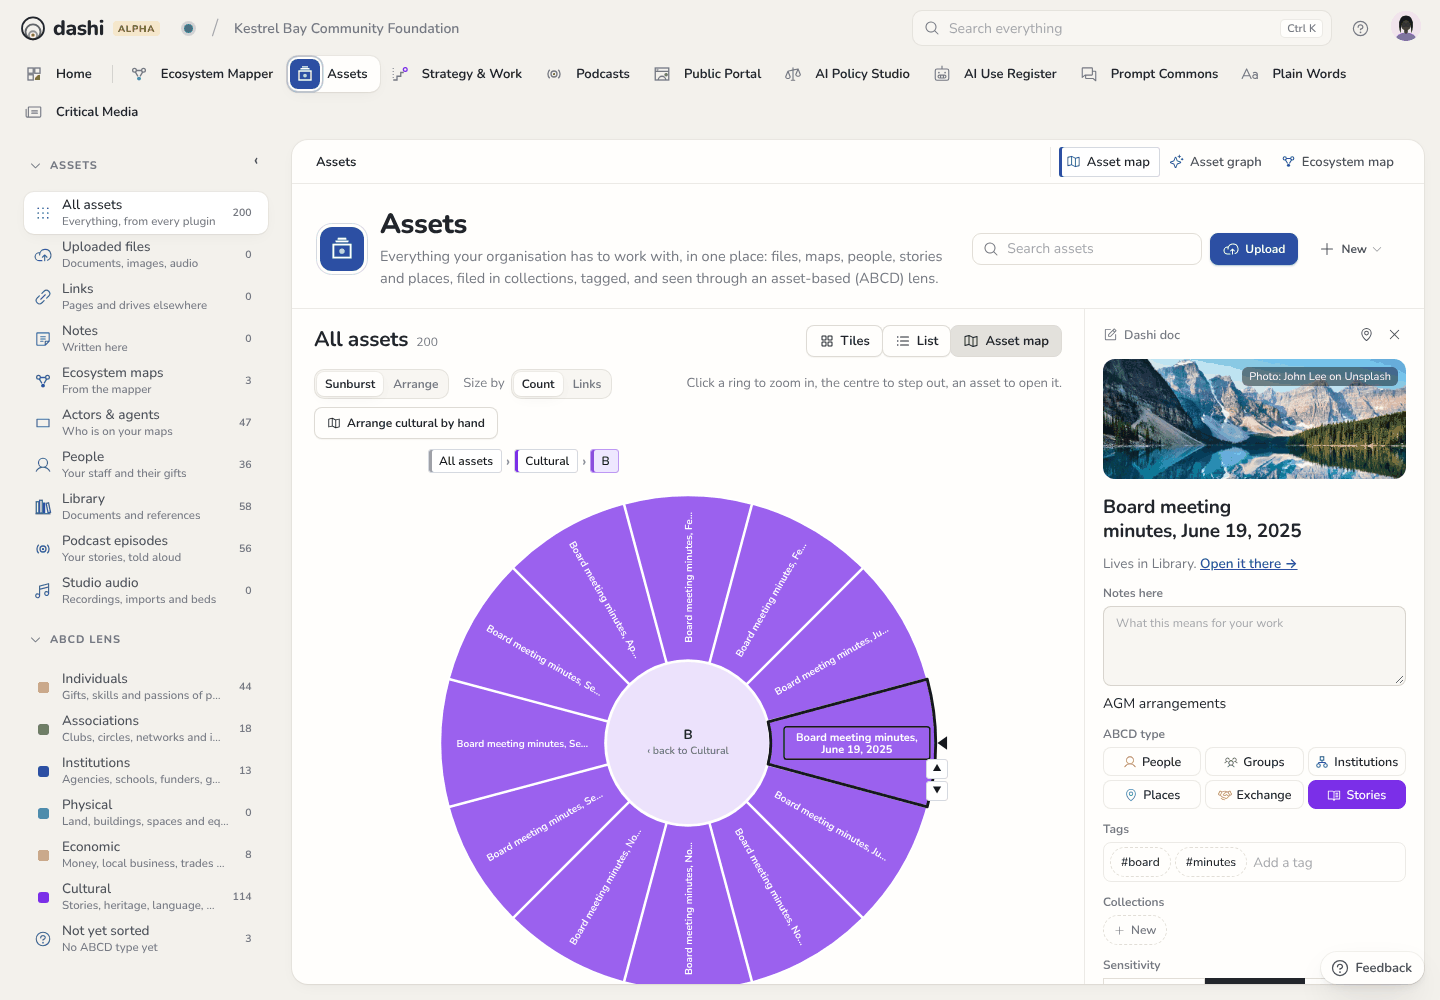 dashi ALPHA / Kestrel Bay Community Foundation
Search everything Ctrl K
Home Ecosystem Mapper Assets Strategy & Work Podcasts Public Portal AI Policy Studio AI Use Register Prompt Commons Aa Plain Words
Critical Media
ASSETS
All assets 200
Everything, from every plugin
Uploaded files 0
Documents, images, audio
Links 0
Pages and drives elsewhere
Notes 0
Written here
Ecosystem maps 3
From the mapper
Actors & agents 47
Who is on your maps
People 36
Your staff and their gifts
Library 58
Documents and references
Podcast episodes 56
Your stories, told aloud
Studio audio 0
Recordings, imports and beds
ABCD LENS
Individuals 44
Gifts, skills and passions of p...
Associations 18
Clubs, circles, networks and i...
Institutions 13
Agencies, schools, funders, g...
Physical 0
Land, buildings, spaces and eq...
Economic 8
Money, local business, trades ...
Cultural 114
Stories, heritage, language, ...
Not yet sorted 3
No ABCD type yet
Assets
Asset map Asset graph Ecosystem map
Assets
Everything your organisation has to work with, in one place: files, maps, people, stories
and places, filed in collections, tagged, and seen through an asset-based (ABCD) lens.
Search assets Upload New
All assets 200
Tiles List Asset map
Sunburst Arrange Size by Count Links
Click a ring to zoom in, the centre to step out, an asset to open it.
Arrange cultural by hand
All assets › Cultural › B
Board meeting minutes, Fe...
Board meeting minutes, Fe...
Board meeting minutes, Ju...
Board meeting minutes,
June 19, 2025
Board meeting minutes, Ju...
Board meeting minutes, No...
Board meeting minutes, No...
Board meeting minutes, No...
Board meeting minutes, Se...
Board meeting minutes, Se...
Board meeting minutes, Se...
Board meeting minutes, Ap...
B
‹ back to Cultural
Dashi doc
Photo: John Lee on Unsplash
Board meeting
minutes, June 19, 2025
Lives in Library. Open it there →
Notes here
What this means for your work
AGM arrangements
ABCD type
People Groups Institutions
Places Exchange Stories
Tags
#board #minutes Add a tag
Collections
+ New
Sensitivity
Feedback